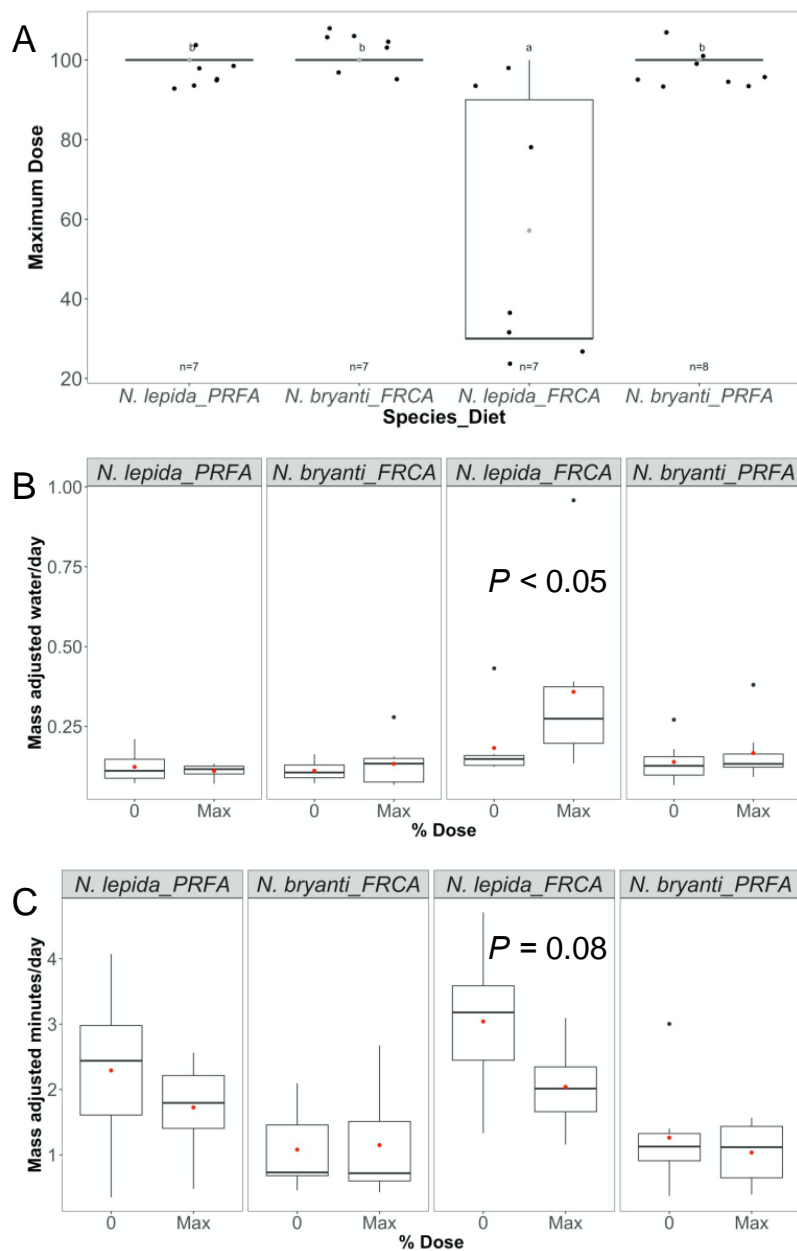 A
Maximum Dose
100
80
60
40
20
b
b
a
b
n=7
n=7
n=7
n=8
N. lepida_PRFA
N. bryanti_FRCA
N. lepida_FRCA
N. bryanti_PRFA
Species_Diet
B
N. lepida_PRFA
N. bryanti_FRCA
N. lepida_FRCA
N. bryanti_PRFA
Mass adjusted water/day
1.00
0.75
0.50
0.25
P < 0.05
0
Max
0
Max
0
Max
0
Max
% Dose
C
N. lepida_PRFA
N. bryanti_FRCA
N. lepida_FRCA
N. bryanti_PRFA
Mass adjusted minutes/day
4
3
2
1
P = 0.08
0
Max
0
Max
0
Max
0
Max
% Dose